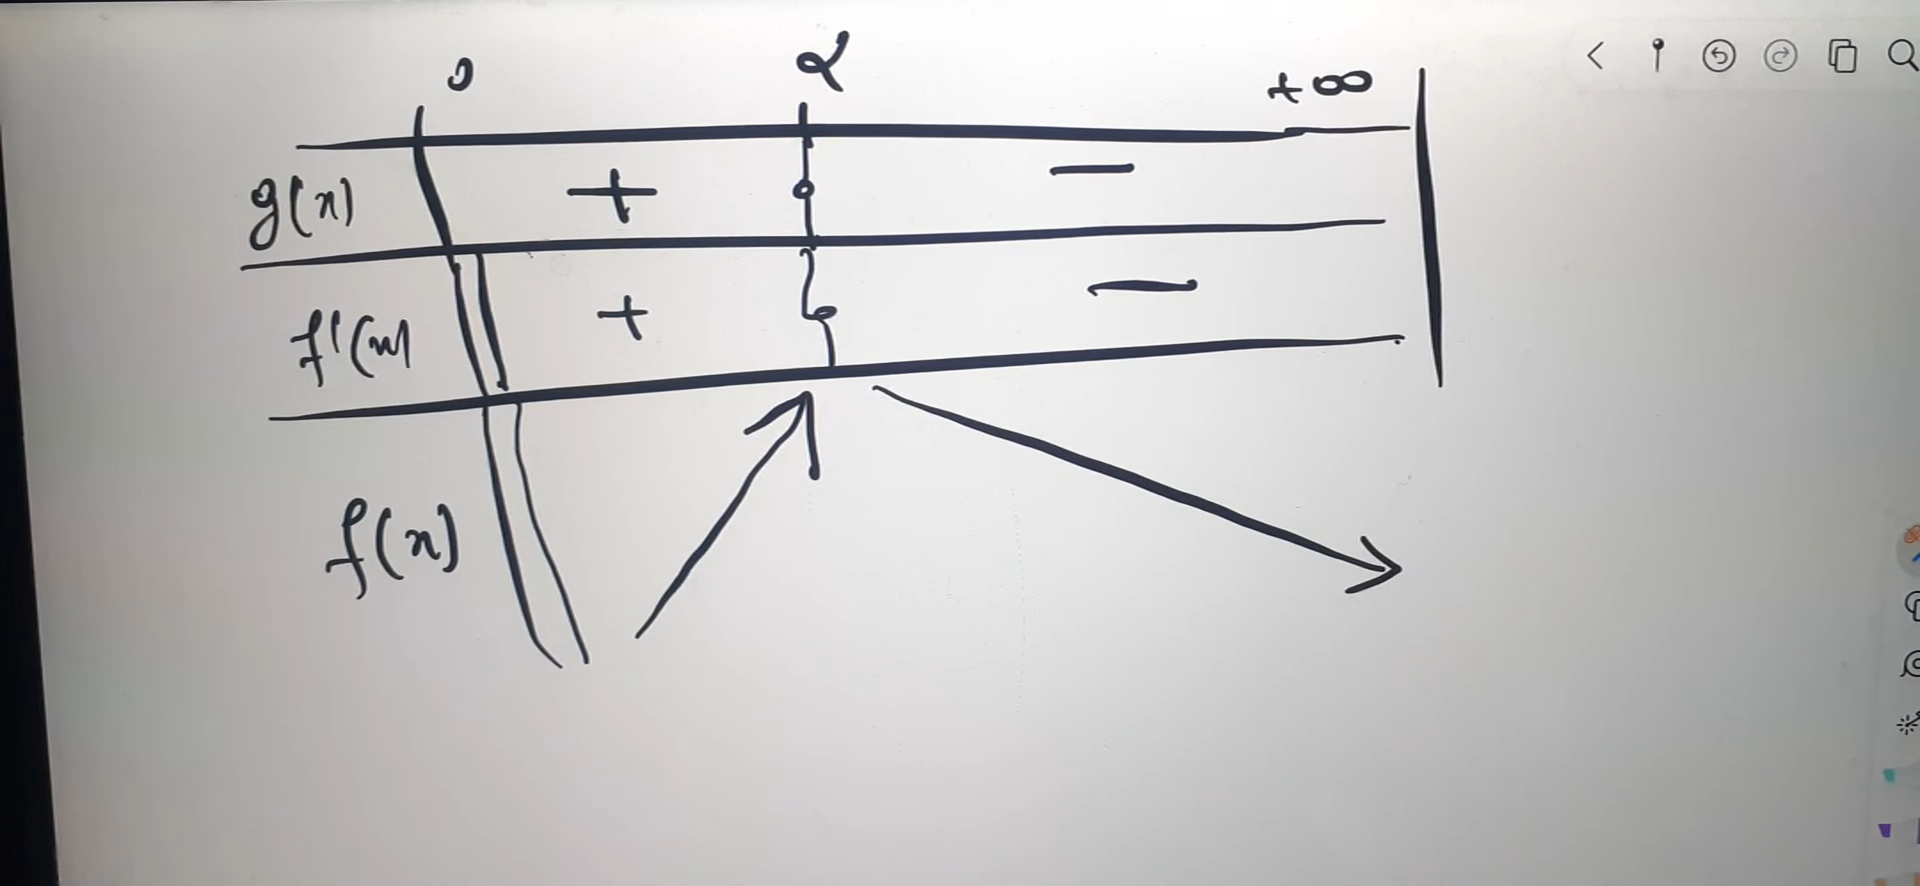 0 α +∞
g(x) + 0 −
f'(x) + 0 −
f(x)